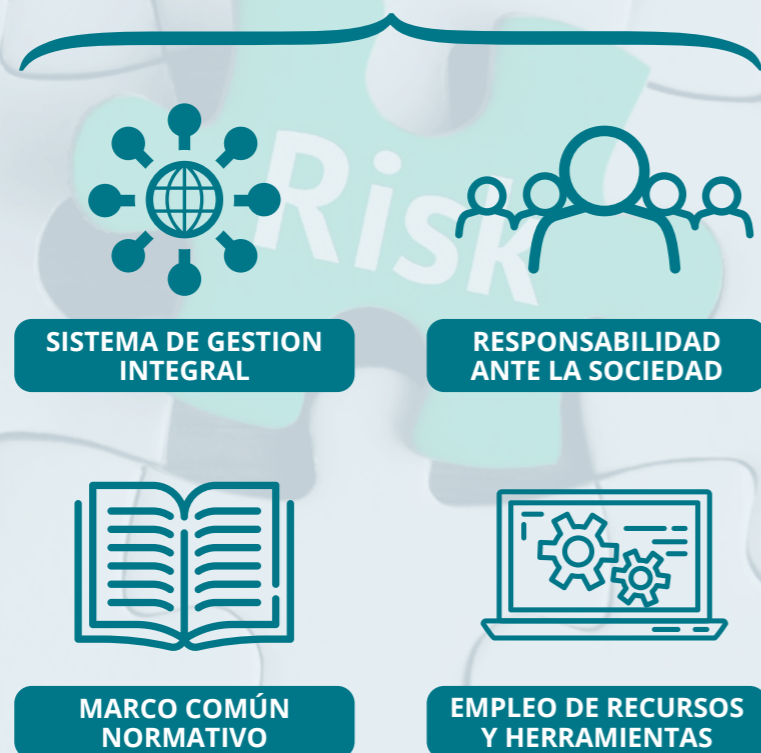 Risk
SISTEMA DE GESTION
INTEGRAL
RESPONSABILIDAD
ANTE LA SOCIEDAD
MARCO COMÚN
NORMATIVO
EMPLEO DE RECURSOS
Y HERRAMIENTAS